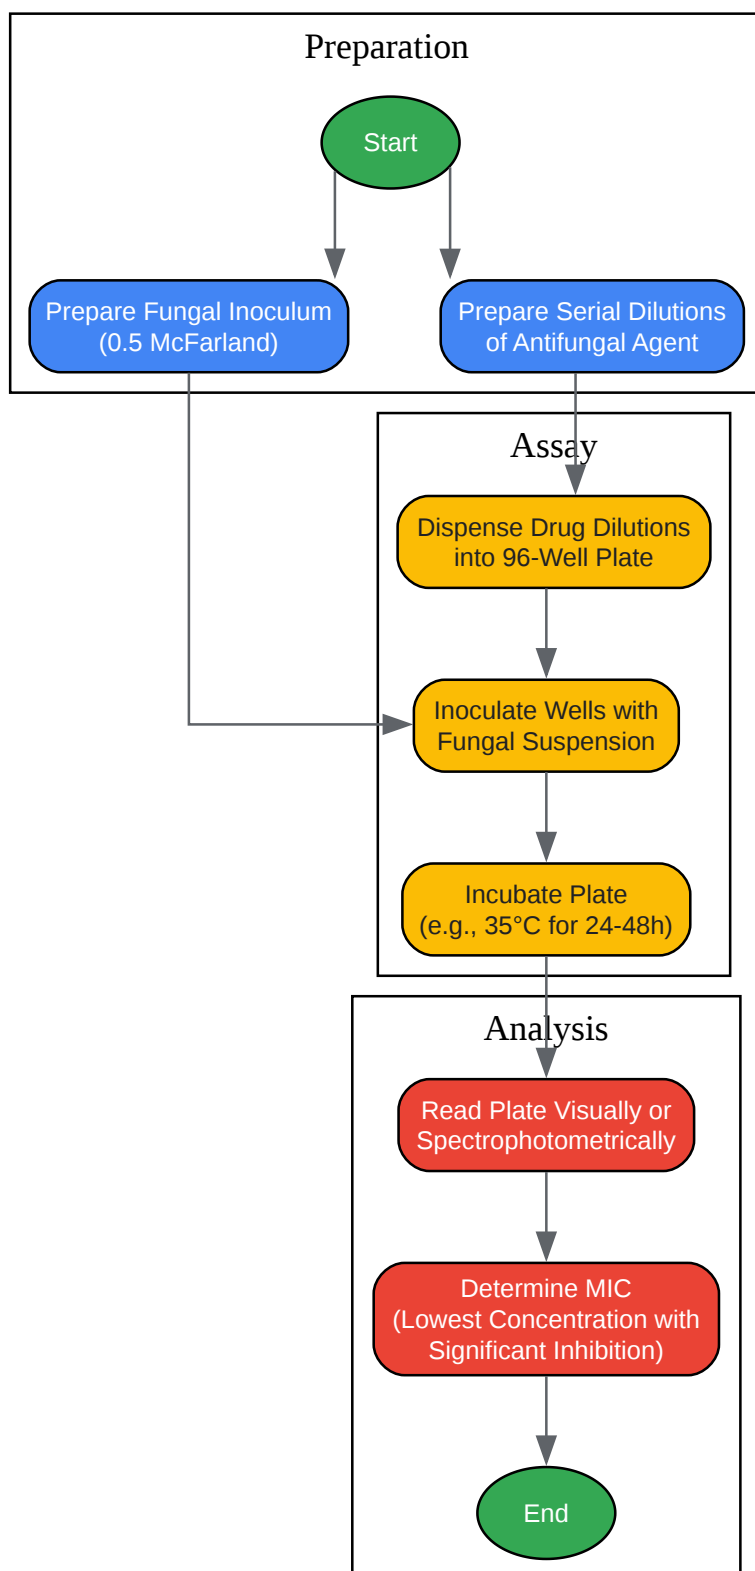 Preparation
Start
Prepare Fungal Inoculum
(0.5 McFarland)
Prepare Serial Dilutions
of Antifungal Agent
Assay
Dispense Drug Dilutions
into 96-Well Plate
Inoculate Wells with
Fungal Suspension
Incubate Plate
(e.g., 35°C for 24-48h)
Analysis
Read Plate Visually or
Spectrophotometrically
Determine MIC
(Lowest Concentration with
Significant Inhibition)
End